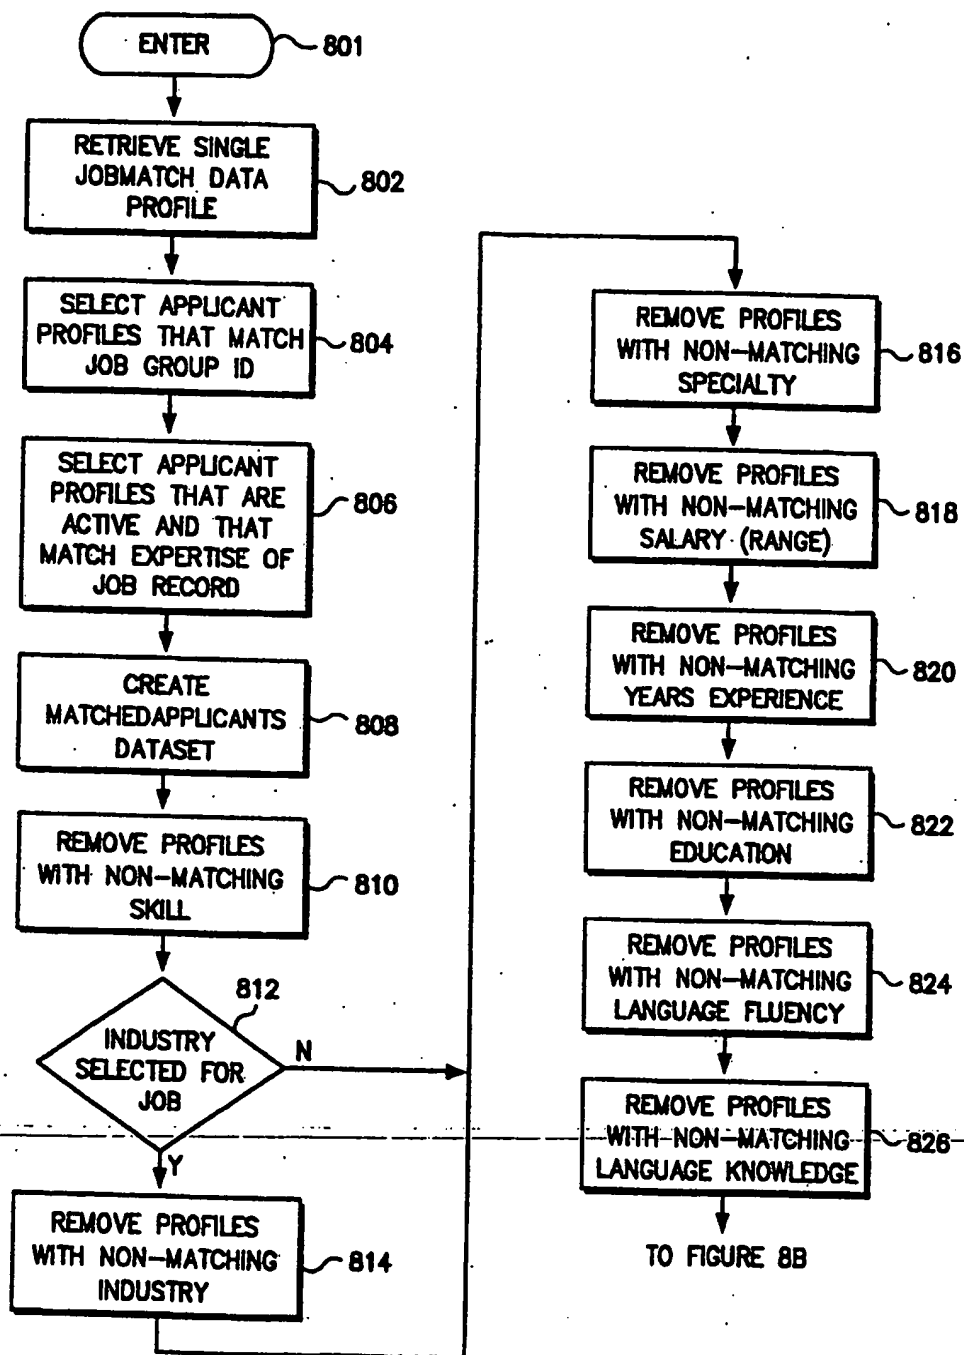 ENTER
801
RETRIEVE SINGLE
JOBMATCH DATA
PROFILE
802
SELECT APPLICANT
PROFILES THAT MATCH
JOB GROUP ID
804
SELECT APPLICANT
PROFILES THAT ARE
ACTIVE AND THAT
MATCH EXPERTISE OF
JOB RECORD
806
CREATE
MATCHEDAPPLICANTS
DATASET
808
REMOVE PROFILES
WITH NON-MATCHING
SKILL
810
812
INDUSTRY
SELECTED FOR
JOB
N
Y
REMOVE PROFILES
WITH NON-MATCHING
INDUSTRY
814
REMOVE PROFILES
WITH NON-MATCHING
SPECIALTY
816
REMOVE PROFILES
WITH NON-MATCHING
SALARY (RANGE)
818
REMOVE PROFILES
WITH NON-MATCHING
YEARS EXPERIENCE
820
REMOVE PROFILES
WITH NON-MATCHING
EDUCATION
822
REMOVE PROFILES
WITH NON-MATCHING
LANGUAGE FLUENCY
824
REMOVE PROFILES
WITH NON-MATCHING
LANGUAGE KNOWLEDGE
826
TO FIGURE 8B